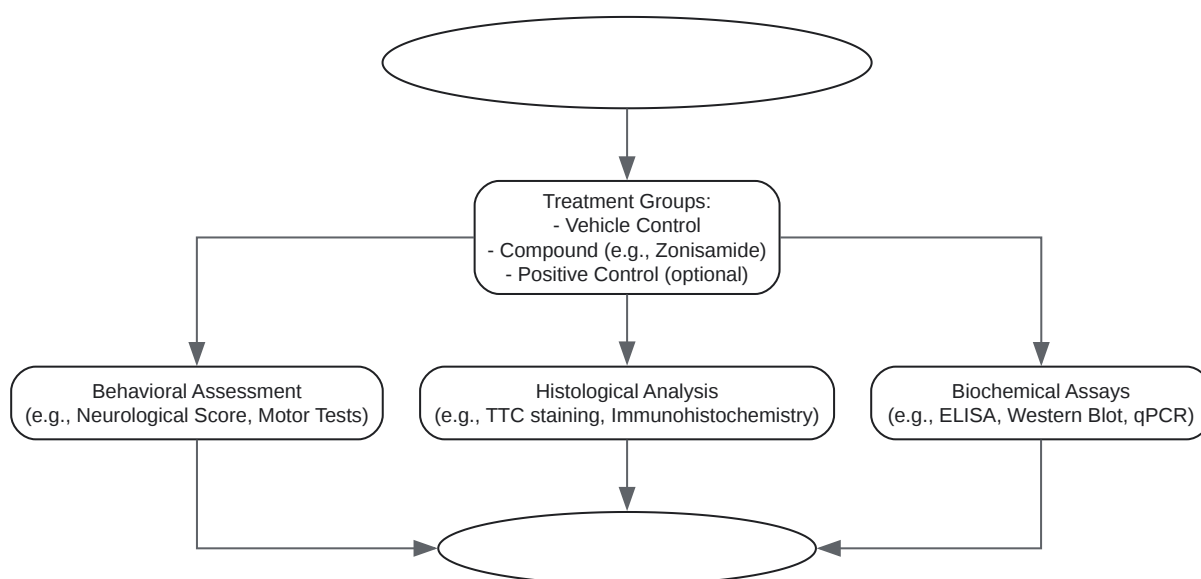 Treatment Groups:
- Vehicle Control
- Compound (e.g., Zonisamide)
- Positive Control (optional)
Behavioral Assessment
(e.g., Neurological Score, Motor Tests)
Histological Analysis
(e.g., TTC staining, Immunohistochemistry)
Biochemical Assays
(e.g., ELISA, Western Blot, qPCR)